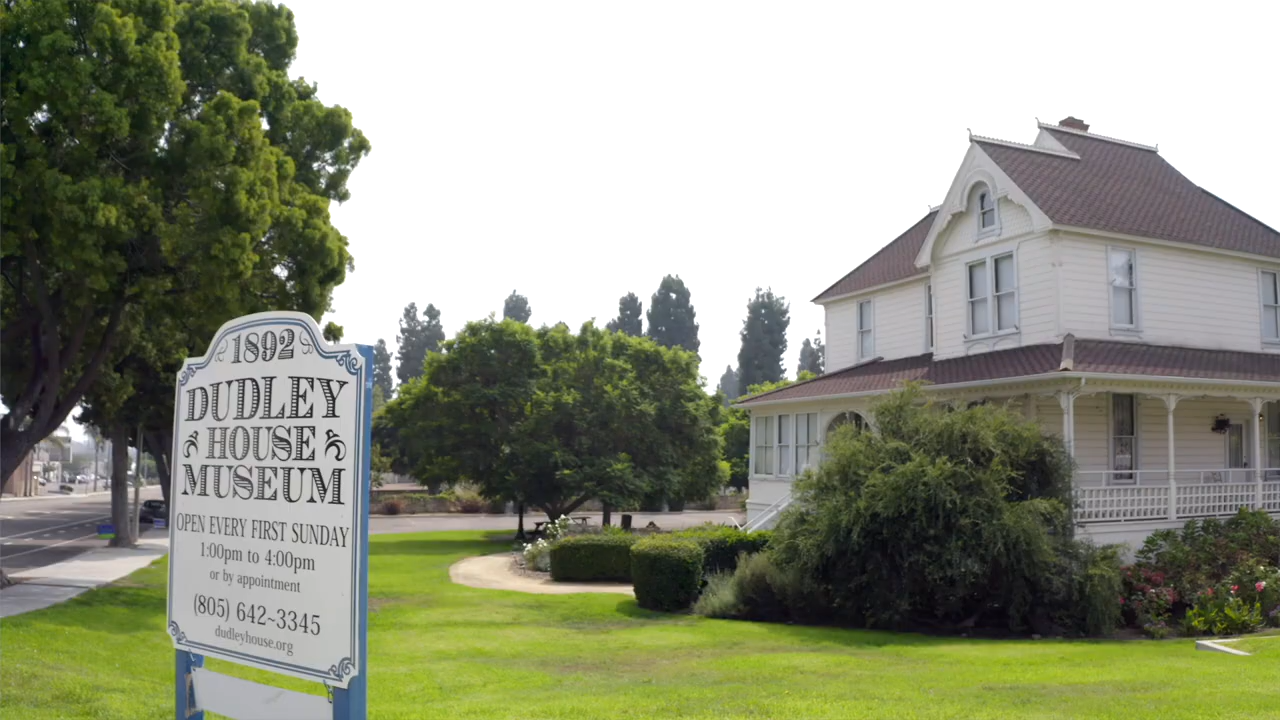 1892
DUDLEY
HOUSE
MUSEUM
OPEN EVERY FIRST SUNDAY
1:00pm to 4:00pm
or by appointment
(805) 642~3345
dudleyhouse.org